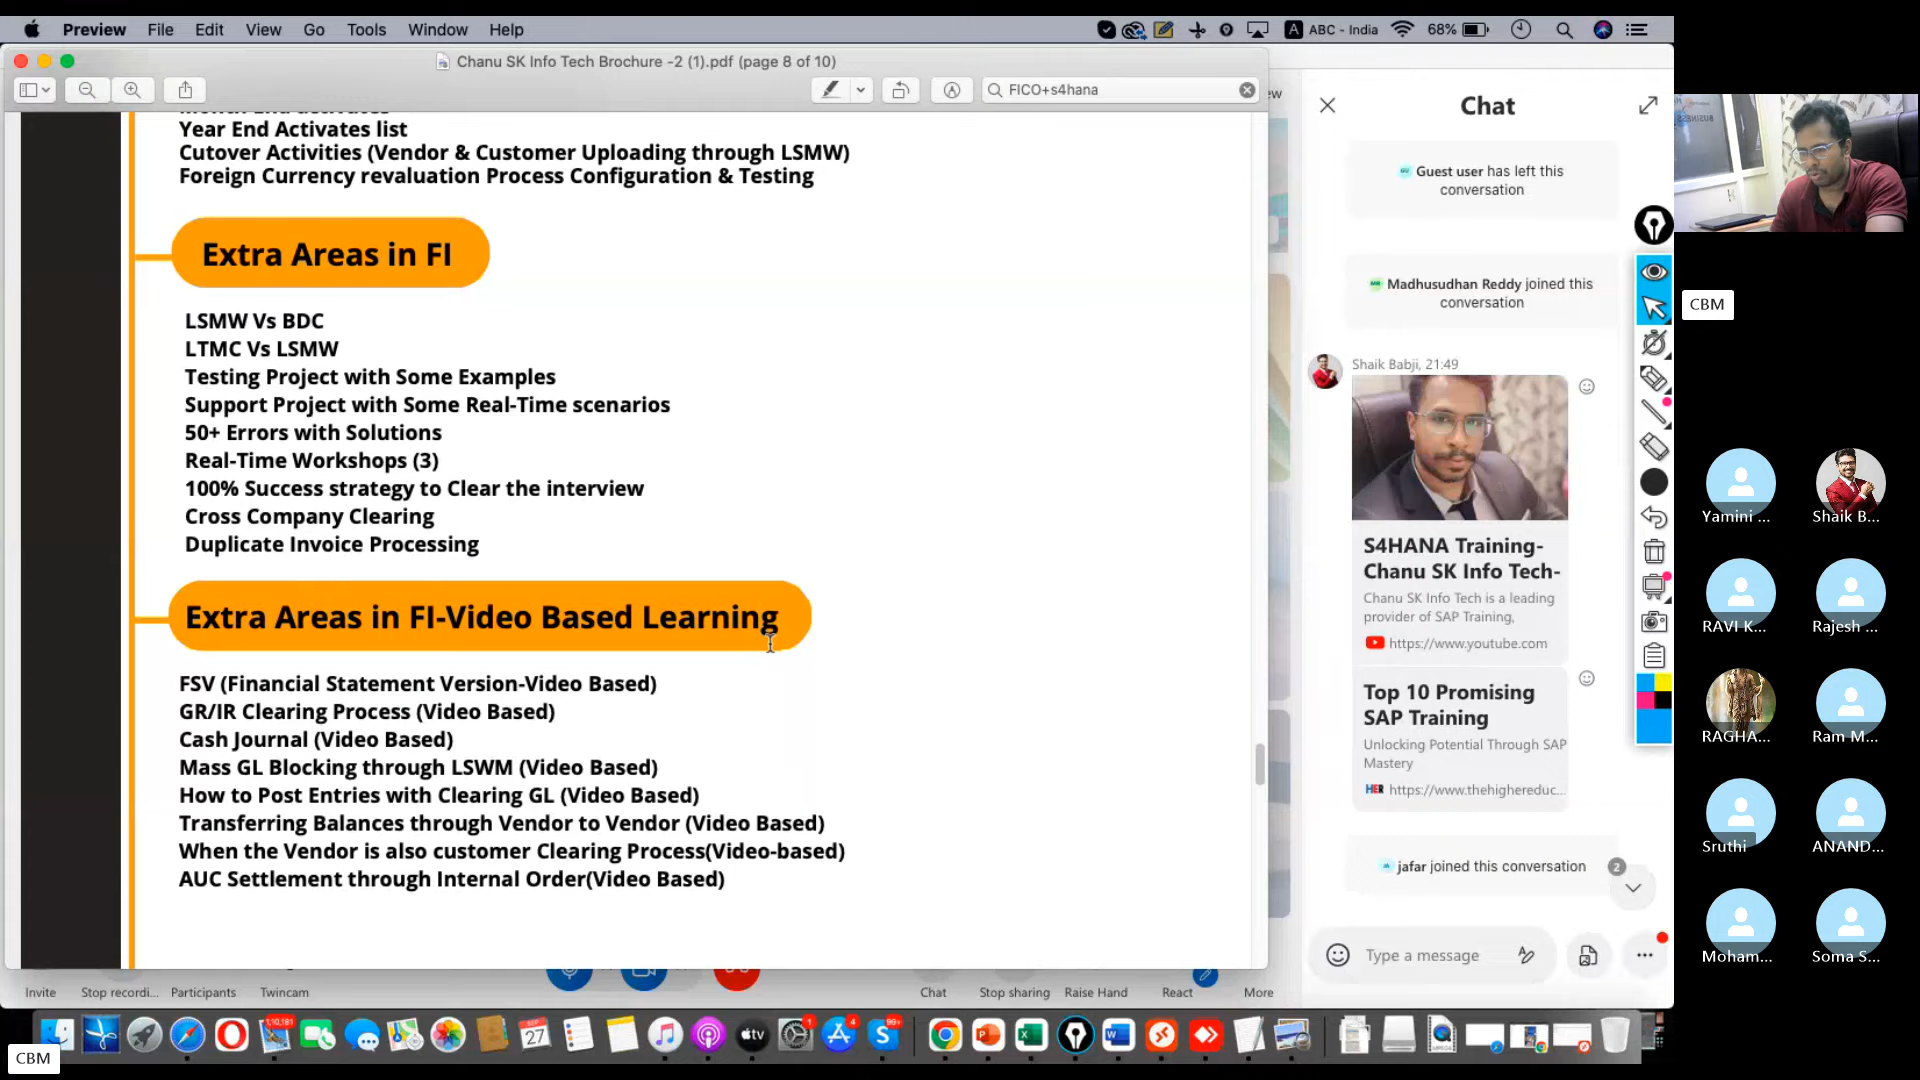 Preview File Edit View Go Tools Window Help
A ABC - India 68%
Chanu SK Info Tech Brochure -2 (1).pdf (page 8 of 10)
FICO+s4hana
Year End Activates list
Cutover Activities (Vendor & Customer Uploading through LSMW)
Foreign Currency revaluation Process Configuration & Testing
Extra Areas in FI
LSMW Vs BDC
LTMC Vs LSMW
Testing Project with Some Examples
Support Project with Some Real-Time scenarios
50+ Errors with Solutions
Real-Time Workshops (3)
100% Success strategy to Clear the interview
Cross Company Clearing
Duplicate Invoice Processing
Extra Areas in FI-Video Based Learning
FSV (Financial Statement Version-Video Based)
GR/IR Clearing Process (Video Based)
Cash Journal (Video Based)
Mass GL Blocking through LSWM (Video Based)
How to Post Entries with Clearing GL (Video Based)
Transferring Balances through Vendor to Vendor (Video Based)
When the Vendor is also customer Clearing Process(Video-based)
AUC Settlement through Internal Order(Video Based)
Chat
Guest user has left this
conversation
Madhusudhan Reddy joined this
conversation
Shaik Babji, 21:49
S4HANA Training-
Chanu SK Info Tech-
Chanu SK Info Tech is a leading
provider of SAP Training,
https://www.youtube.com
Top 10 Promising
SAP Training
Unlocking Potential Through SAP
Mastery
HER https://www.thehighereduc...
jafar joined this conversation
2
Type a message
Invite Stop recordi... Participants Twincam
Chat Stop sharing Raise Hand React More
CBM
Yamini ... Shaik B...
RAVI K... Rajesh ...
RAGHA... Ram M...
Sruthi ANAND...
Moham... Soma S...
27
tv
CBM